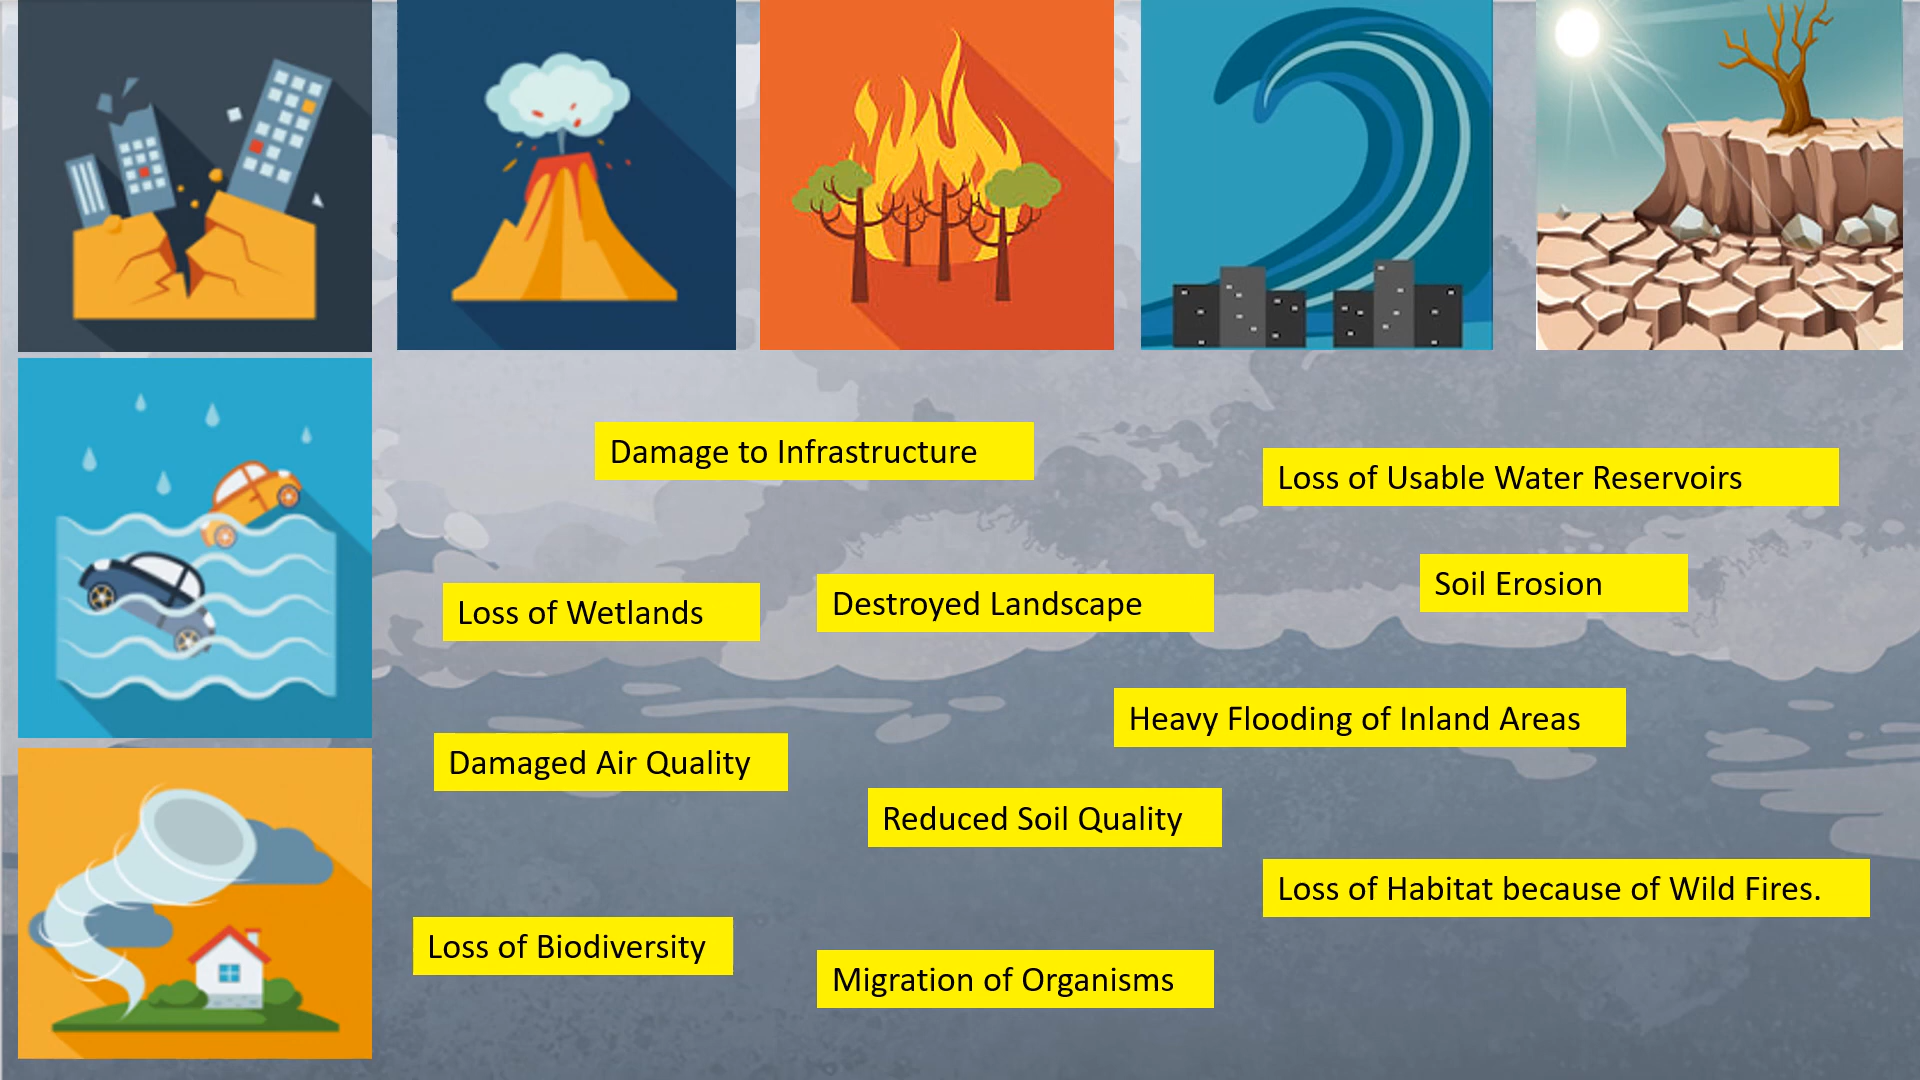 Damage to Infrastructure
Loss of Usable Water Reservoirs
Soil Erosion
Loss of Wetlands
Destroyed Landscape
Heavy Flooding of Inland Areas
Damaged Air Quality
Reduced Soil Quality
Loss of Habitat because of Wild Fires.
Loss of Biodiversity
Migration of Organisms